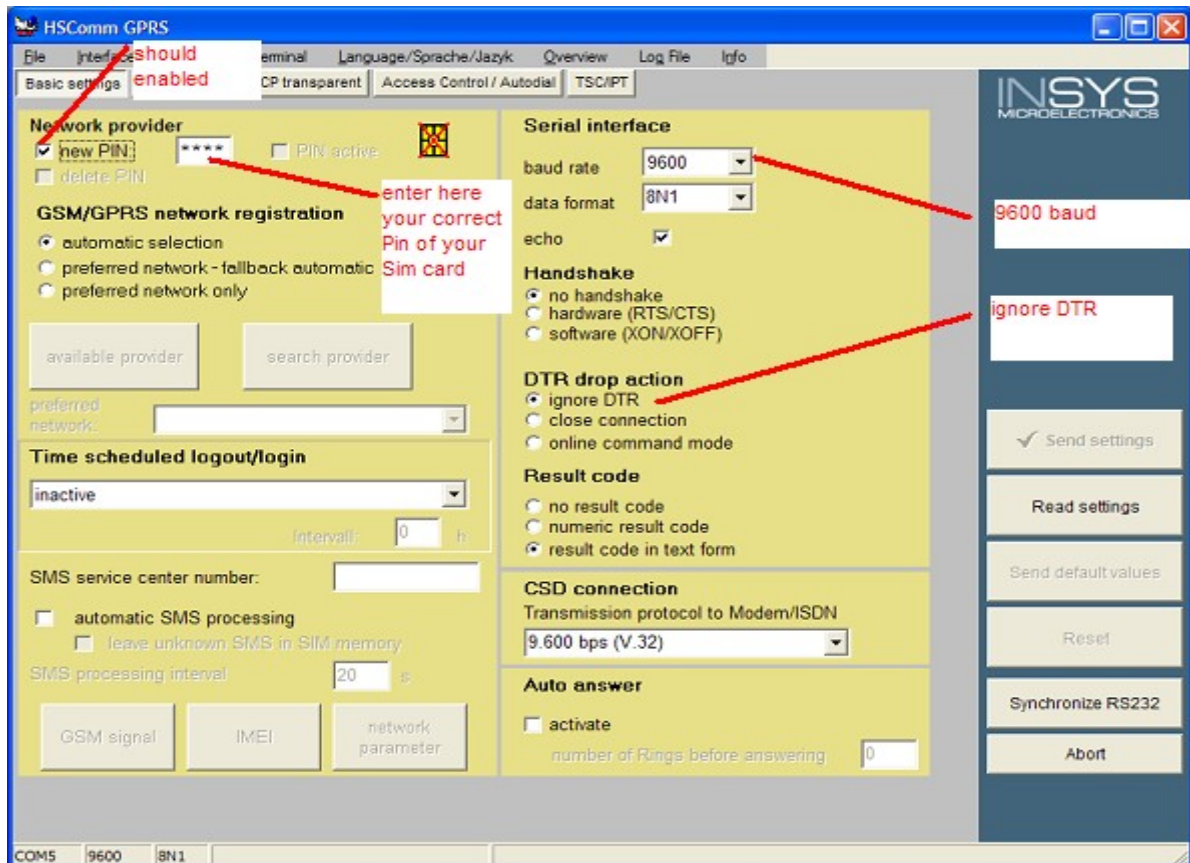 HSComm GPRS
File
Terminal Language/Sprache/Jazyk Overview Log File Info
should
enabled
Basic settings
CP transparent
Access Control / Autodial
TSC/IPT
INSYS
MICROELECTRONICS
Network provider
new PIN:
****
PIN active
delete PIN
enter here
your correct
Pin of your
Sim card
GSM/GPRS network registration
automatic selection
preferred network - fallback automatic
preferred network only
available provider
search provider
preferred
network:
Time scheduled logout/login
inactive
Intervall: 0 h
SMS service center number:
automatic SMS processing
leave unknown SMS in SIM memory
SMS processing interval 20 s
GSM signal
IMEI
network
parameter
Serial interface
baud rate 9600
data format 8N1
echo
Handshake
no handshake
hardware (RTS/CTS)
software (XON/XOFF)
DTR drop action
ignore DTR
close connection
online command mode
Result code
no result code
numeric result code
result code in text form
CSD connection
Transmission protocol to Modem/ISDN
9.600 bps (V.32)
Auto answer
activate
number of Rings before answering 0
9600 baud
ignore DTR
Send settings
Read settings
Send default values
Reset
Synchronize RS232
Abort
COM5 9600 8N1